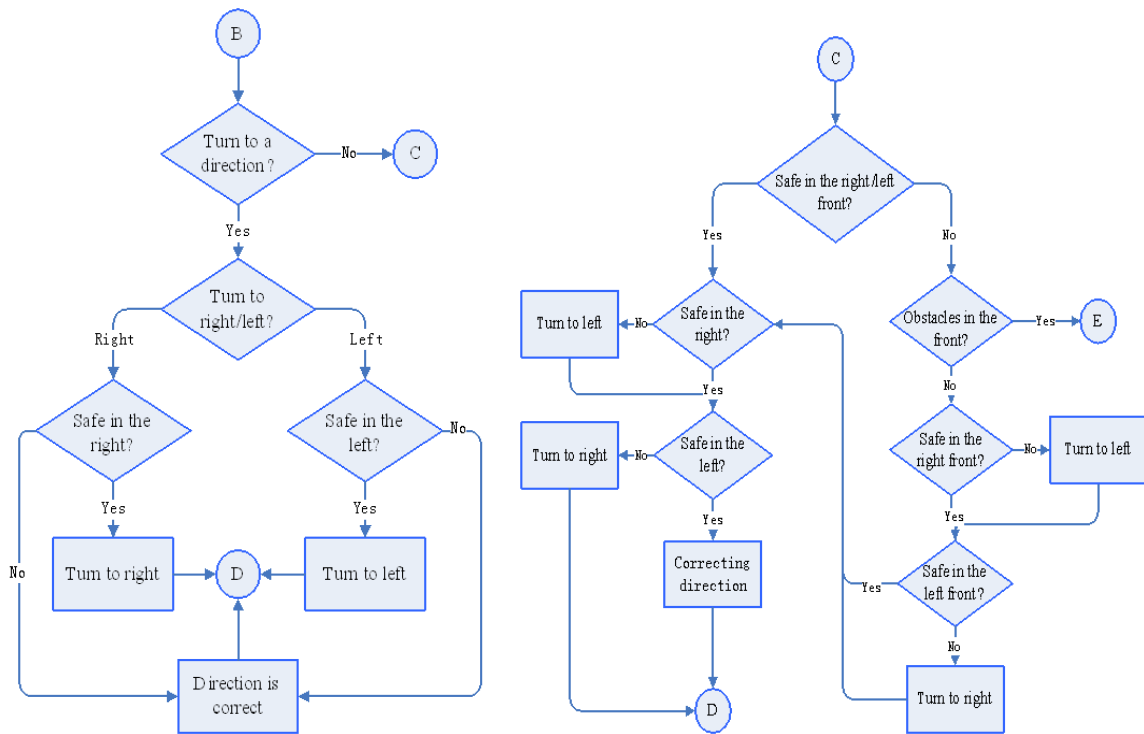 B
Turn to a
direction?
No
C
Yes
Turn to
right/left?
Right
Left
Safe in the
right?
Safe in the
left?
No
Yes
Yes
No
Turn to right
D
Turn to left
Direction is
correct
C
Safe in the right/left
front?
Yes
No
Turn to left
No
Safe in the
right?
Obstacles in the
front?
Yes
E
Yes
No
Turn to right
No
Safe in the
left?
Safe in the
right front?
No
Turn to left
Yes
Yes
Correcting
direction
Yes
Safe in the
left front?
No
D
Turn to right